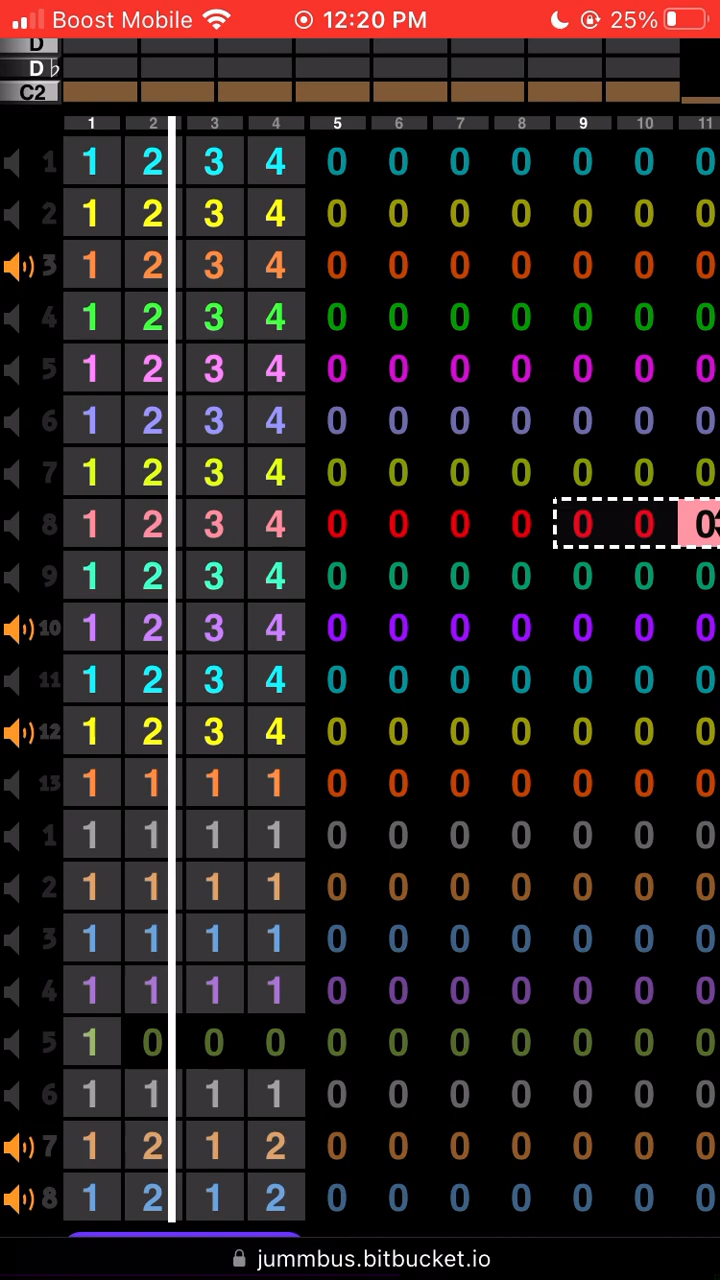 Boost Mobile 12:20 PM 25%
D
D♭
C2
1 2 3 4 5 6 7 8 9 10 11
1 1 2 3 4 0 0 0 0 0 0 0
2 1 2 3 4 0 0 0 0 0 0 0
3 1 2 3 4 0 0 0 0 0 0 0
4 1 2 3 4 0 0 0 0 0 0 0
5 1 2 3 4 0 0 0 0 0 0 0
6 1 2 3 4 0 0 0 0 0 0 0
7 1 2 3 4 0 0 0 0 0 0 0
8 1 2 3 4 0 0 0 0 0 0 0
9 1 2 3 4 0 0 0 0 0 0 0
10 1 2 3 4 0 0 0 0 0 0 0
11 1 2 3 4 0 0 0 0 0 0 0
12 1 2 3 4 0 0 0 0 0 0 0
13 1 1 1 1 0 0 0 0 0 0 0
1 1 1 1 1 0 0 0 0 0 0 0
2 1 1 1 1 0 0 0 0 0 0 0
3 1 1 1 1 0 0 0 0 0 0 0
4 1 1 1 1 0 0 0 0 0 0 0
5 1 0 0 0 0 0 0 0 0 0 0
6 1 1 1 1 0 0 0 0 0 0 0
7 1 2 1 2 0 0 0 0 0 0 0
8 1 2 1 2 0 0 0 0 0 0 0
jummbus.bitbucket.io